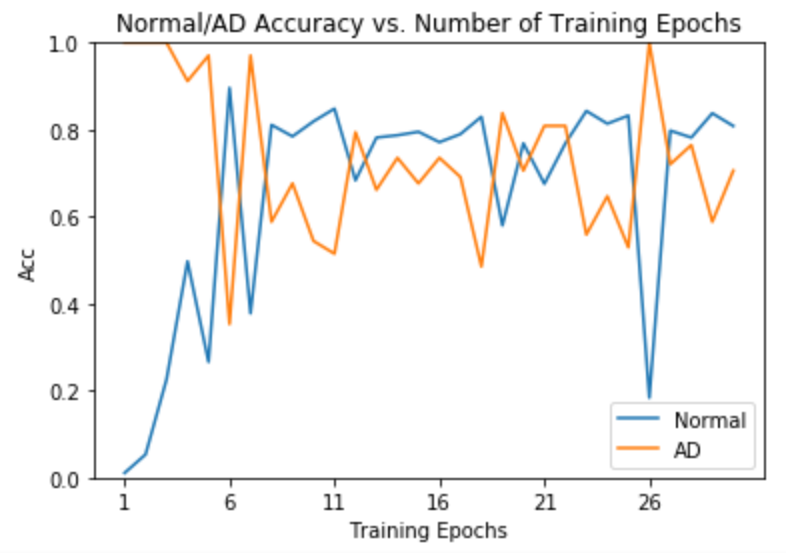 Normal/AD Accuracy vs. Number of Training Epochs
1.0
0.8
0.6
0.4
0.2
0.0
Acc
1 6 11 16 21 26
Training Epochs
Normal
AD